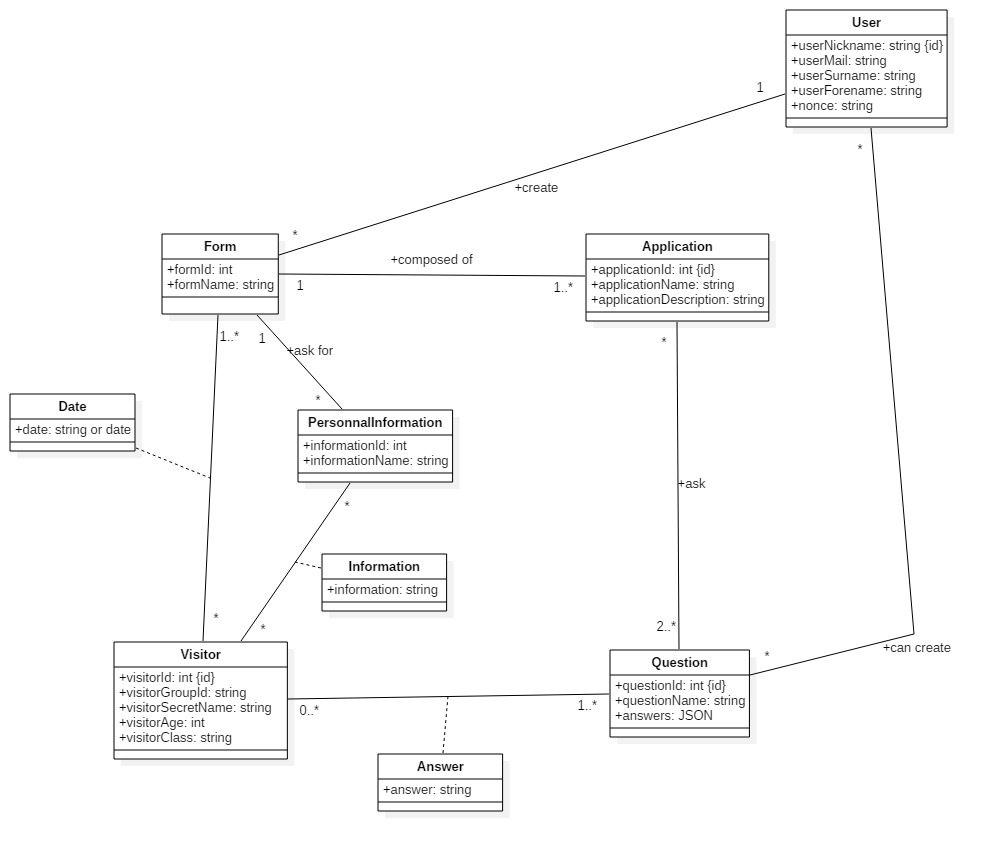 User
+userNickname: string {id}
+userMail: string
+userSurname: string
+userForename: string
+nonce: string
1
*
+create
*
Form
+formId: int
+formName: string
+composed of
1
1..*
Application
+applicationId: int {id}
+applicationName: string
+applicationDescription: string
1..*
1
+ask for
*
*
Date
+date: string or date
PersonnalInformation
+informationId: int
+informationName: string
*
+ask
Information
+information: string
*
*
2..*
+can create
*
Visitor
+visitorId: int {id}
+visitorGroupId: string
+visitorSecretName: string
+visitorAge: int
+visitorClass: string
Question
+questionId: int {id}
+questionName: string
+answers: JSON
0..*
1..*
Answer
+answer: string